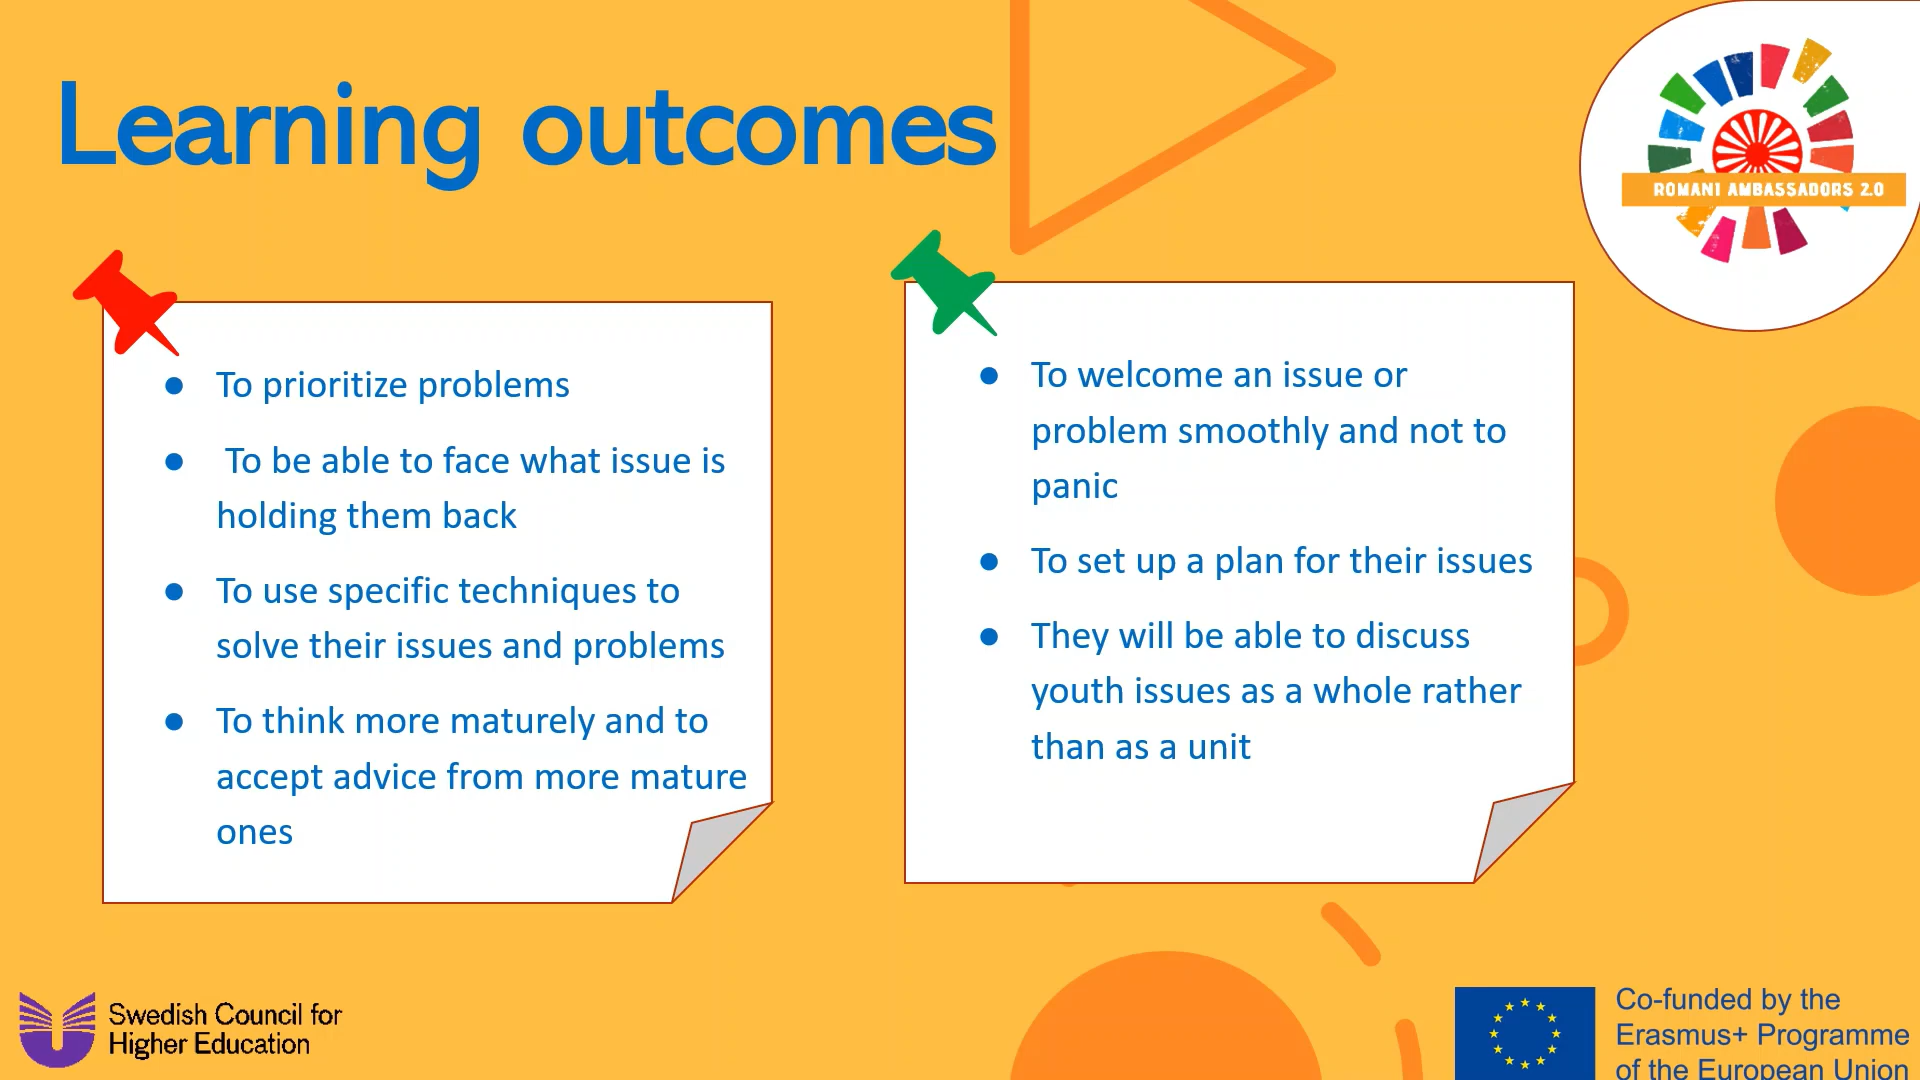 Learning outcomes
ROMANI AMBASSADORS 2.0
● To prioritize problems
● To be able to face what issue is
holding them back
● To use specific techniques to
solve their issues and problems
● To think more maturely and to
accept advice from more mature
ones
● To welcome an issue or
problem smoothly and not to
panic
● To set up a plan for their issues
● They will be able to discuss
youth issues as a whole rather
than as a unit
Swedish Council for
Higher Education
Co-funded by the
Erasmus+ Programme
of the European Union